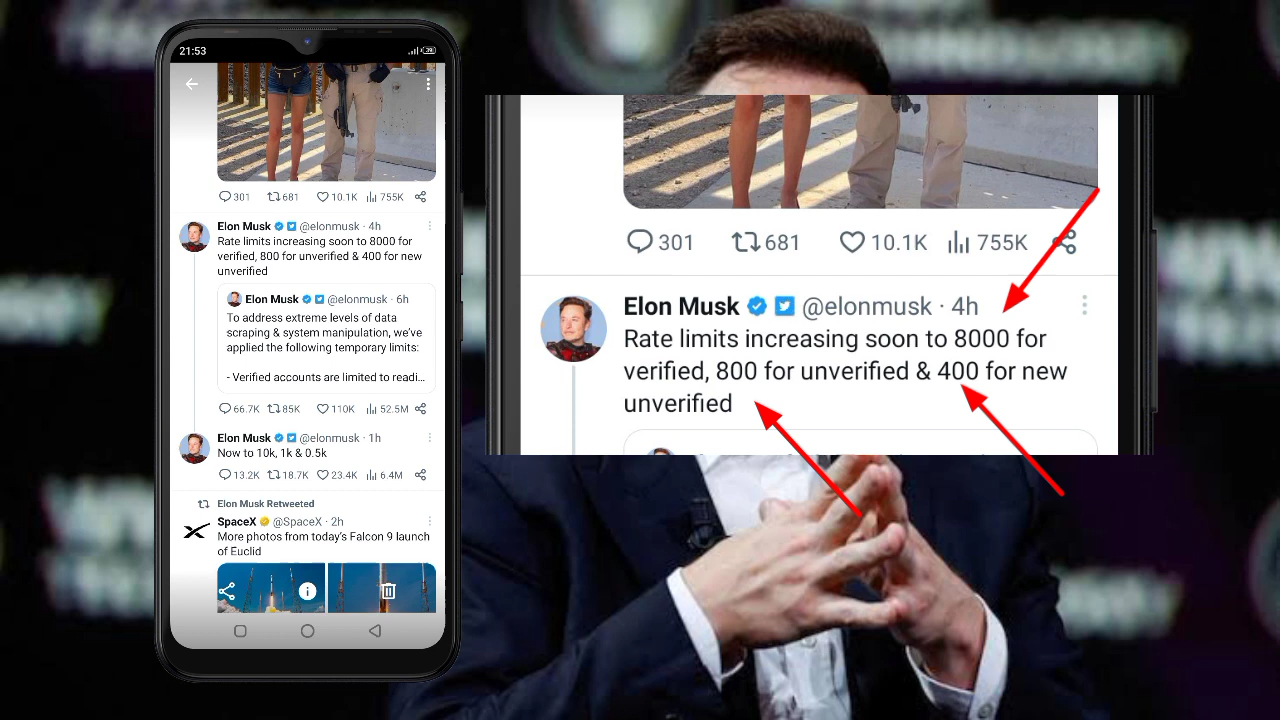 21:53
39
301 681 10.1K 755K
Elon Musk @elonmusk · 4h
Rate limits increasing soon to 8000 for
verified, 800 for unverified & 400 for new
unverified
Elon Musk @elonmusk · 6h
To address extreme levels of data
scraping & system manipulation, we've
applied the following temporary limits:
- Verified accounts are limited to readi...
66.7K 85K 110K 52.5M
Elon Musk @elonmusk · 1h
Now to 10k, 1k & 0.5k
13.2K 18.7K 23.4K 6.4M
Elon Musk Retweeted
SpaceX @SpaceX · 2h
More photos from today's Falcon 9 launch
of Euclid
301 681 10.1K 755K
Elon Musk @elonmusk · 4h
Rate limits increasing soon to 8000 for
verified, 800 for unverified & 400 for new
unverified